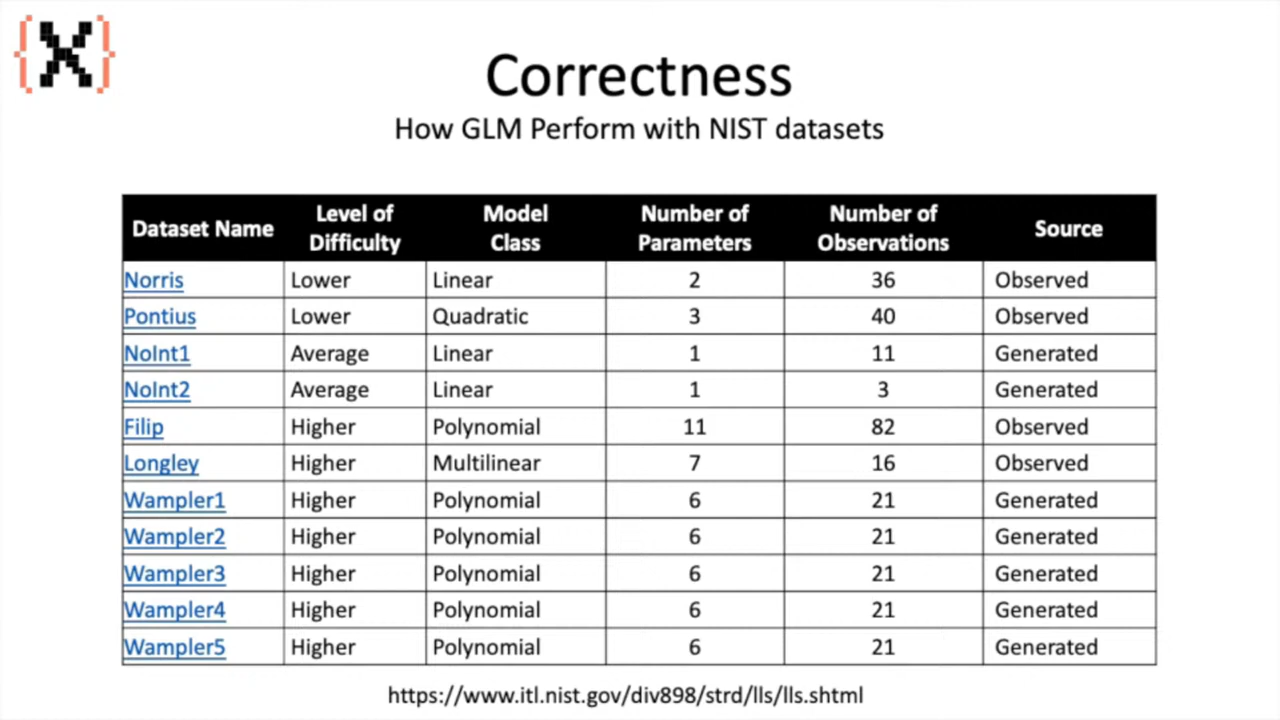 {X}
Correctness
How GLM Perform with NIST datasets
Dataset Name Level of Difficulty Model Class Number of Parameters Number of Observations Source
Norris Lower Linear 2 36 Observed
Pontius Lower Quadratic 3 40 Observed
NoInt1 Average Linear 1 11 Generated
NoInt2 Average Linear 1 3 Generated
Filip Higher Polynomial 11 82 Observed
Longley Higher Multilinear 7 16 Observed
Wampler1 Higher Polynomial 6 21 Generated
Wampler2 Higher Polynomial 6 21 Generated
Wampler3 Higher Polynomial 6 21 Generated
Wampler4 Higher Polynomial 6 21 Generated
Wampler5 Higher Polynomial 6 21 Generated
https://www.itl.nist.gov/div898/strd/lls/lls.shtml